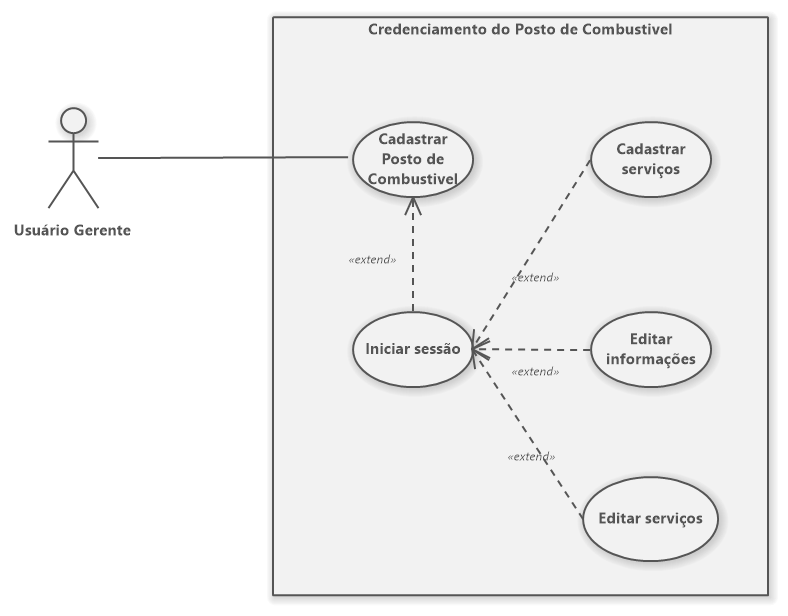 Credenciamento do Posto de Combustivel
Cadastrar
Posto de
Combustivel
Cadastrar
serviços
Usuário Gerente
«extend»
«extend»
Iniciar sessão
Editar
informações
«extend»
«extend»
Editar serviços